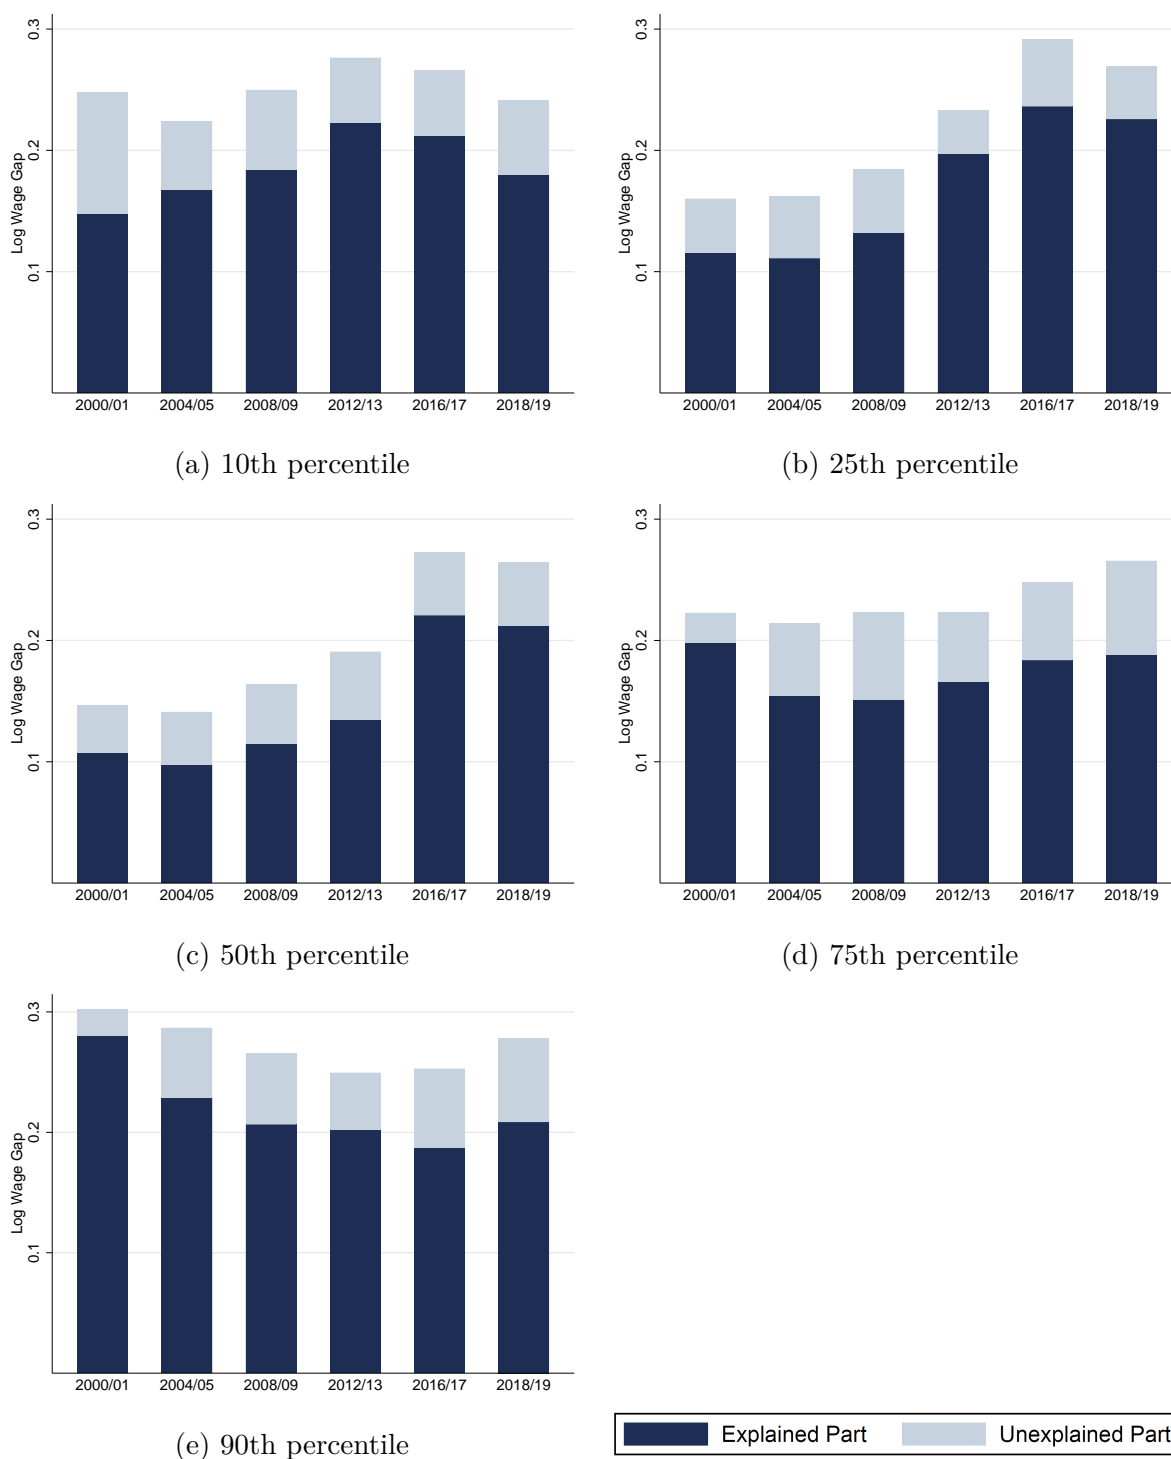 Log Wage Gap
0.3
0.2
0.1
2000/01 2004/05 2008/09 2012/13 2016/17 2018/19
(a) 10th percentile
Log Wage Gap
0.3
0.2
0.1
2000/01 2004/05 2008/09 2012/13 2016/17 2018/19
(b) 25th percentile
Log Wage Gap
0.3
0.2
0.1
2000/01 2004/05 2008/09 2012/13 2016/17 2018/19
(c) 50th percentile
Log Wage Gap
0.3
0.2
0.1
2000/01 2004/05 2008/09 2012/13 2016/17 2018/19
(d) 75th percentile
Log Wage Gap
0.3
0.2
0.1
2000/01 2004/05 2008/09 2012/13 2016/17 2018/19
(e) 90th percentile
Explained Part Unexplained Part